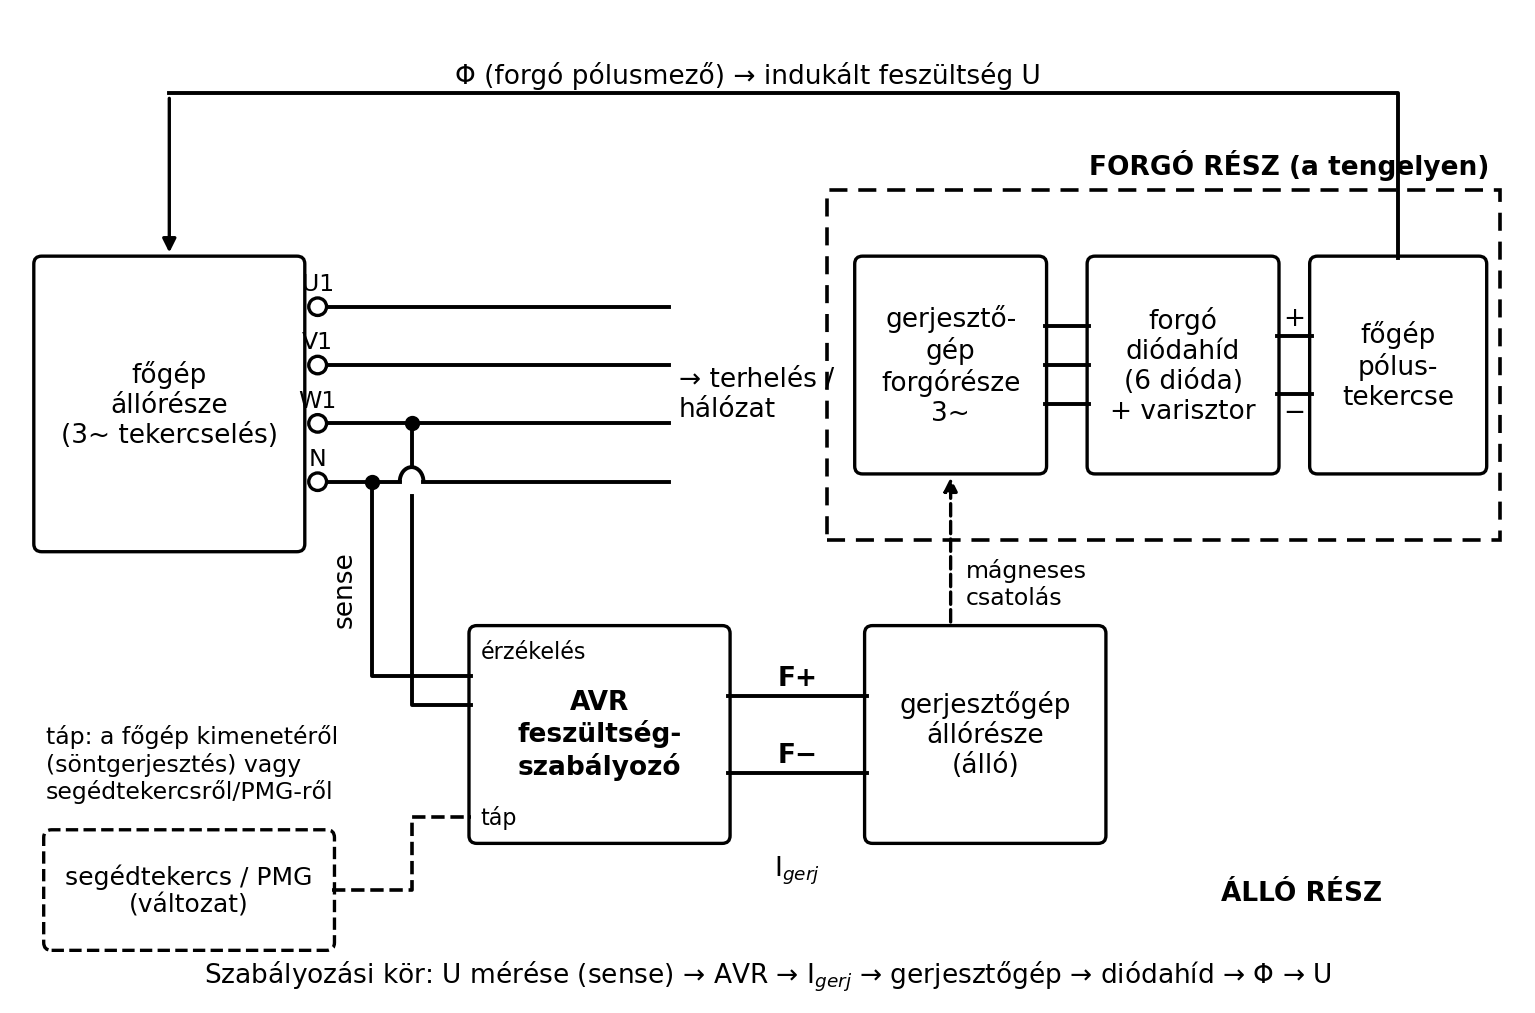 Φ (forgó pólusmező) → indukált feszültség U
FORGÓ RÉSZ (a tengelyen)
főgép
állórésze
(3~ tekercselés)
U1
V1
W1
N
→ terhelés /
hálózat
gerjesztő-
gép
forgórésze
3~
forgó
diódahíd
(6 dióda)
+ varisztor
+
−
főgép
pólus-
tekercse
mágneses
csatolás
sense
érzékelés
AVR
feszültség-
szabályozó
táp
F+
F−
gerjesztőgép
állórésze
(álló)
táp: a főgép kimenetéről
(söntgerjesztés) vagy
segédtekercsről/PMG-ről
segédtekercs / PMG
(változat)
I_gerj
ÁLLÓ RÉSZ
Szabályozási kör: U mérése (sense) → AVR → I_gerj → gerjesztőgép → diódahíd → Φ → U